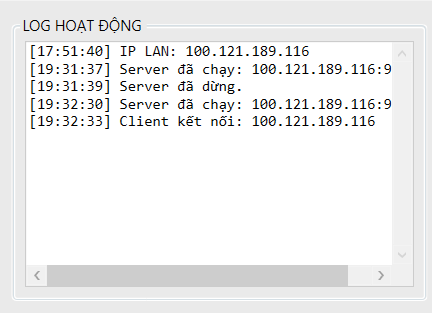 LOG HOẠT ĐỘNG
[17:51:40] IP LAN: 100.121.189.116
[19:31:37] Server đã chạy: 100.121.189.116:9
[19:31:39] Server đã dừng.
[19:32:30] Server đã chạy: 100.121.189.116:9
[19:32:33] Client kết nối: 100.121.189.116